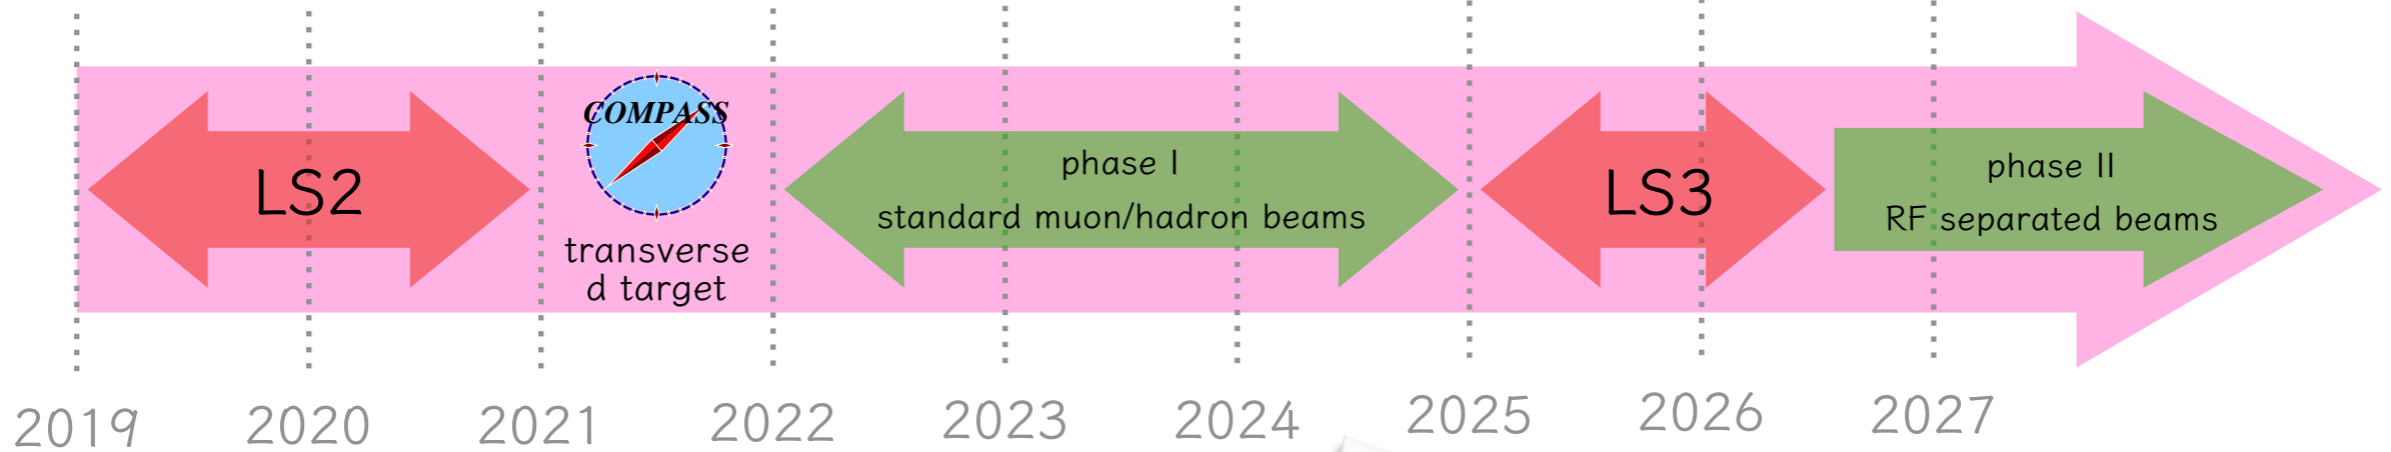 LS2
COMPASS
transverse
d target
phase I
standard muon/hadron beams
LS3
phase II
RF separated beams
2019
2020
2021
2022
2023
2024
2025
2026
2027